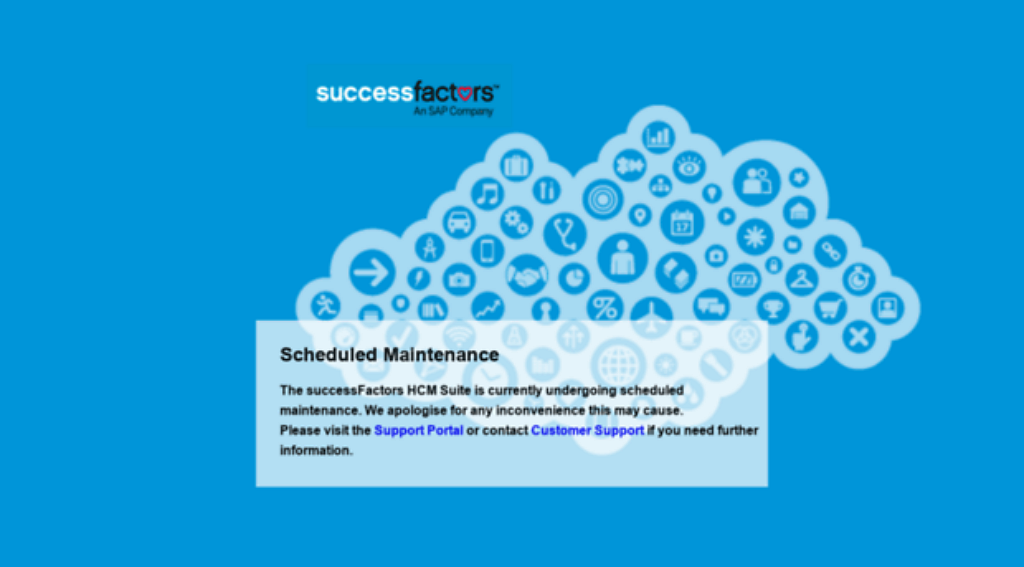 successfactors™
An SAP Company
17
Scheduled Maintenance
The successFactors HCM Suite is currently undergoing scheduled
maintenance. We apologise for any inconvenience this may cause.
Please visit the Support Portal or contact Customer Support if you need further
information.